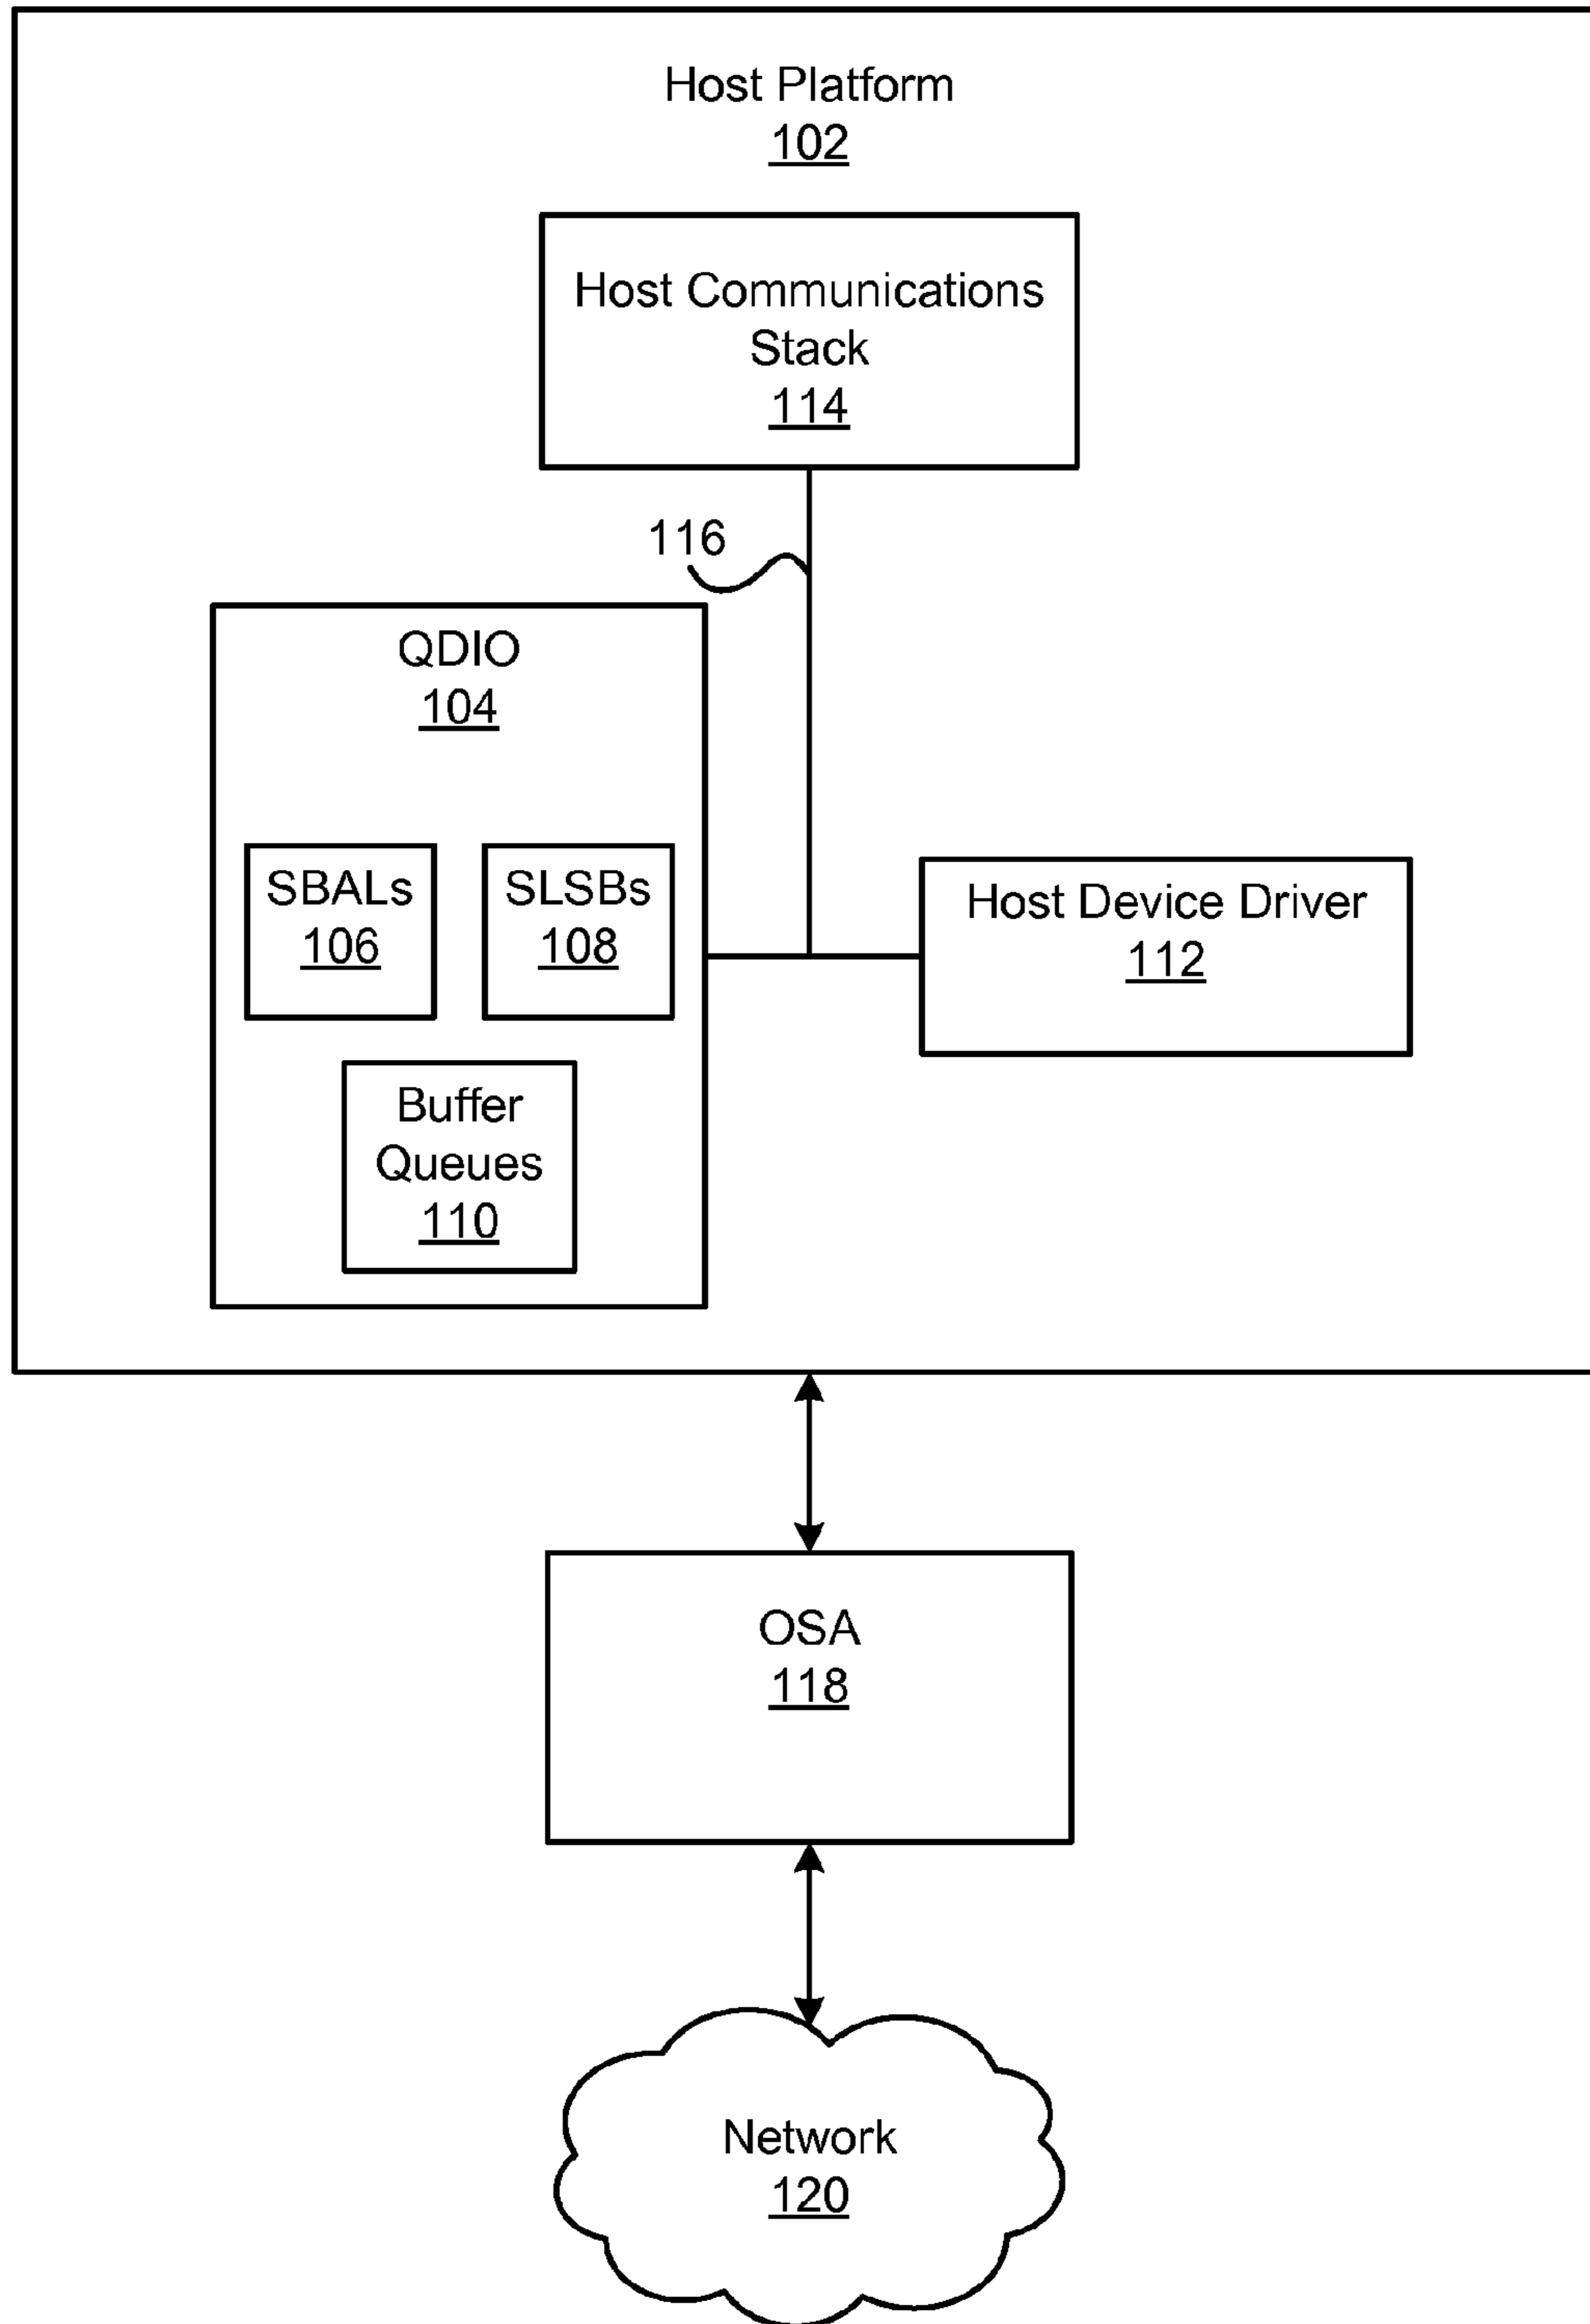 Host Platform
102
Host Communications
Stack
114
116
QDIO
104
SBALs
106
SLSBs
108
Host Device Driver
112
Buffer
Queues
110
OSA
118
Network
120